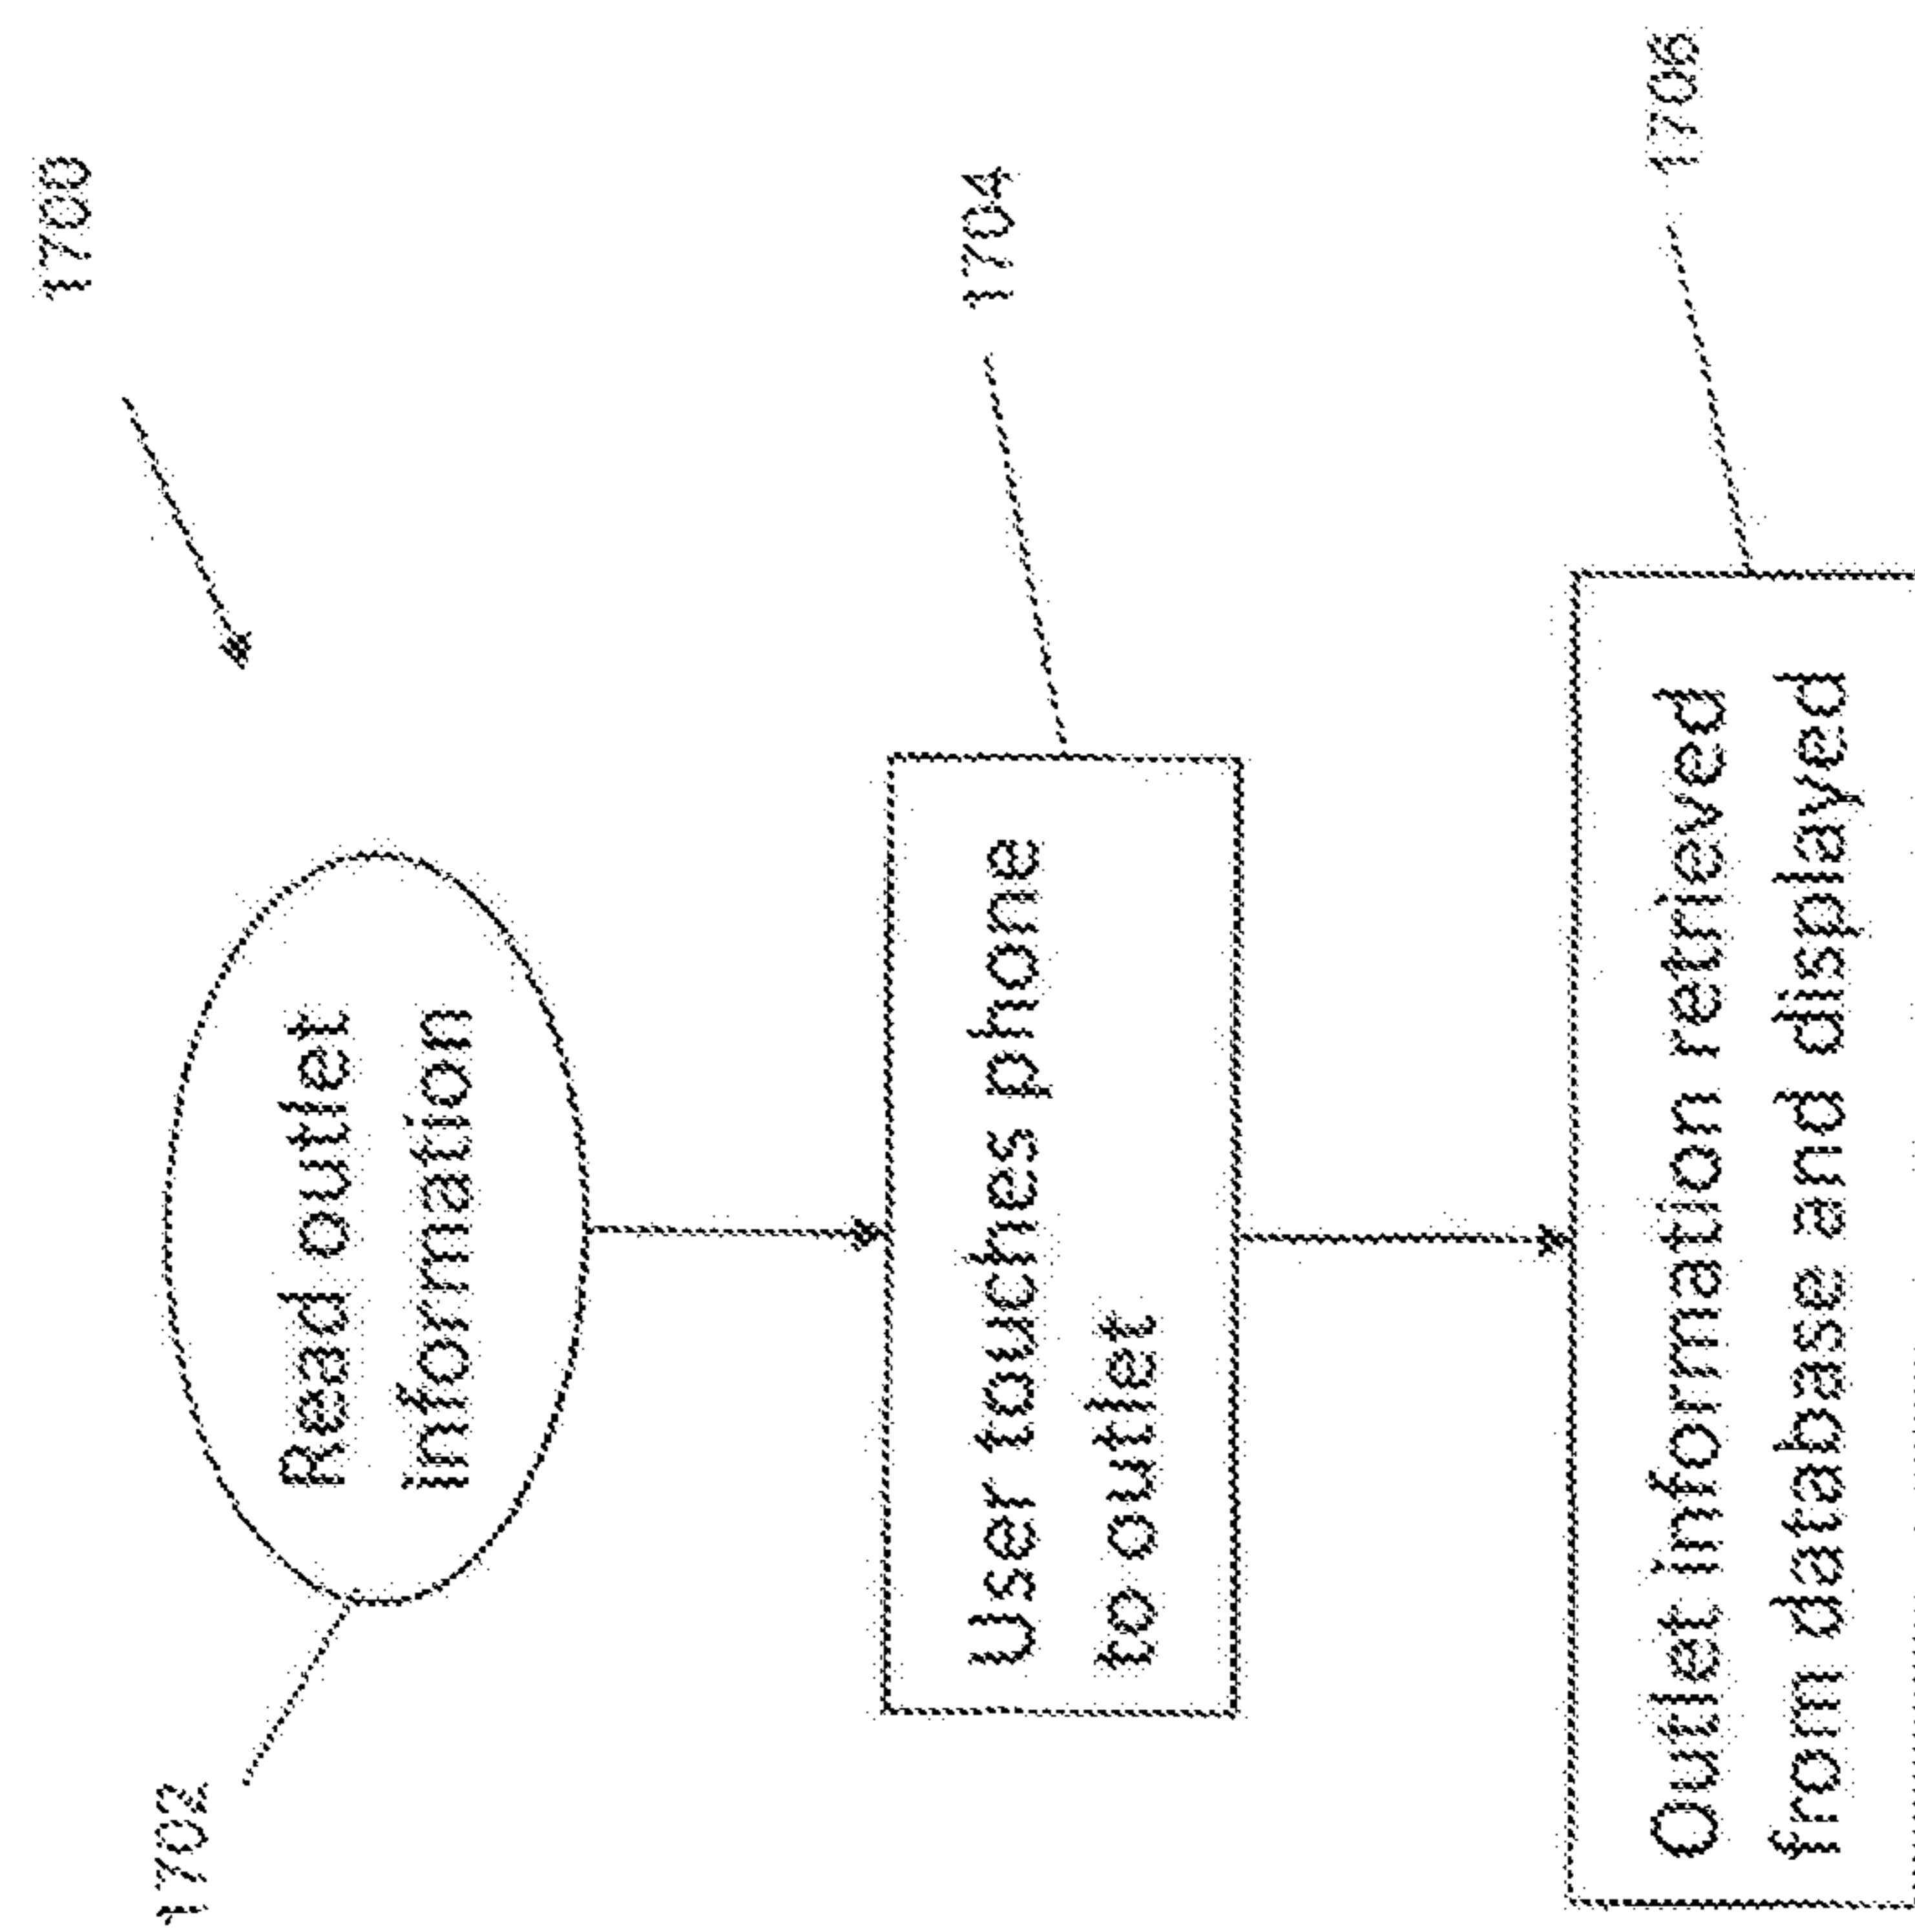 1700
1702
Read outlet
information
User touches phone
to outlet
1704
Outlet information retrieved
from database and displayed
1706